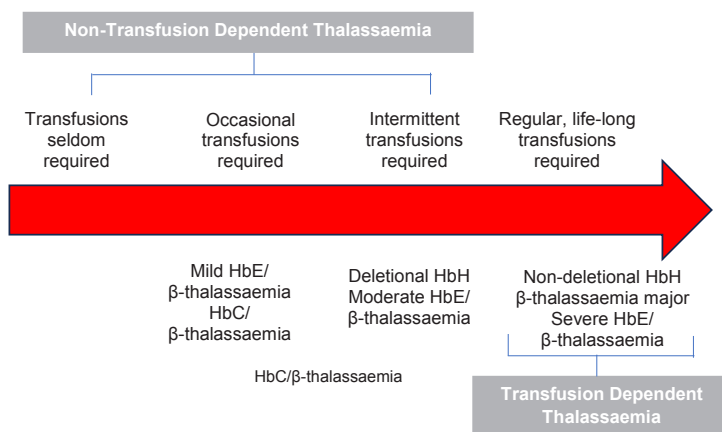 Non-Transfusion Dependent Thalassaemia
Transfusions
seldom
required
Occasional
transfusions
required
Intermittent
transfusions
required
Regular, life-long
transfusions
required
Mild HbE/
β-thalassaemia
HbC/
β-thalassaemia
Deletional HbH
Moderate HbE/
β-thalassaemia
Non-deletional HbH
β-thalassaemia major
Severe HbE/
β-thalassaemia
HbC/β-thalassaemia
Transfusion Dependent
Thalassaemia